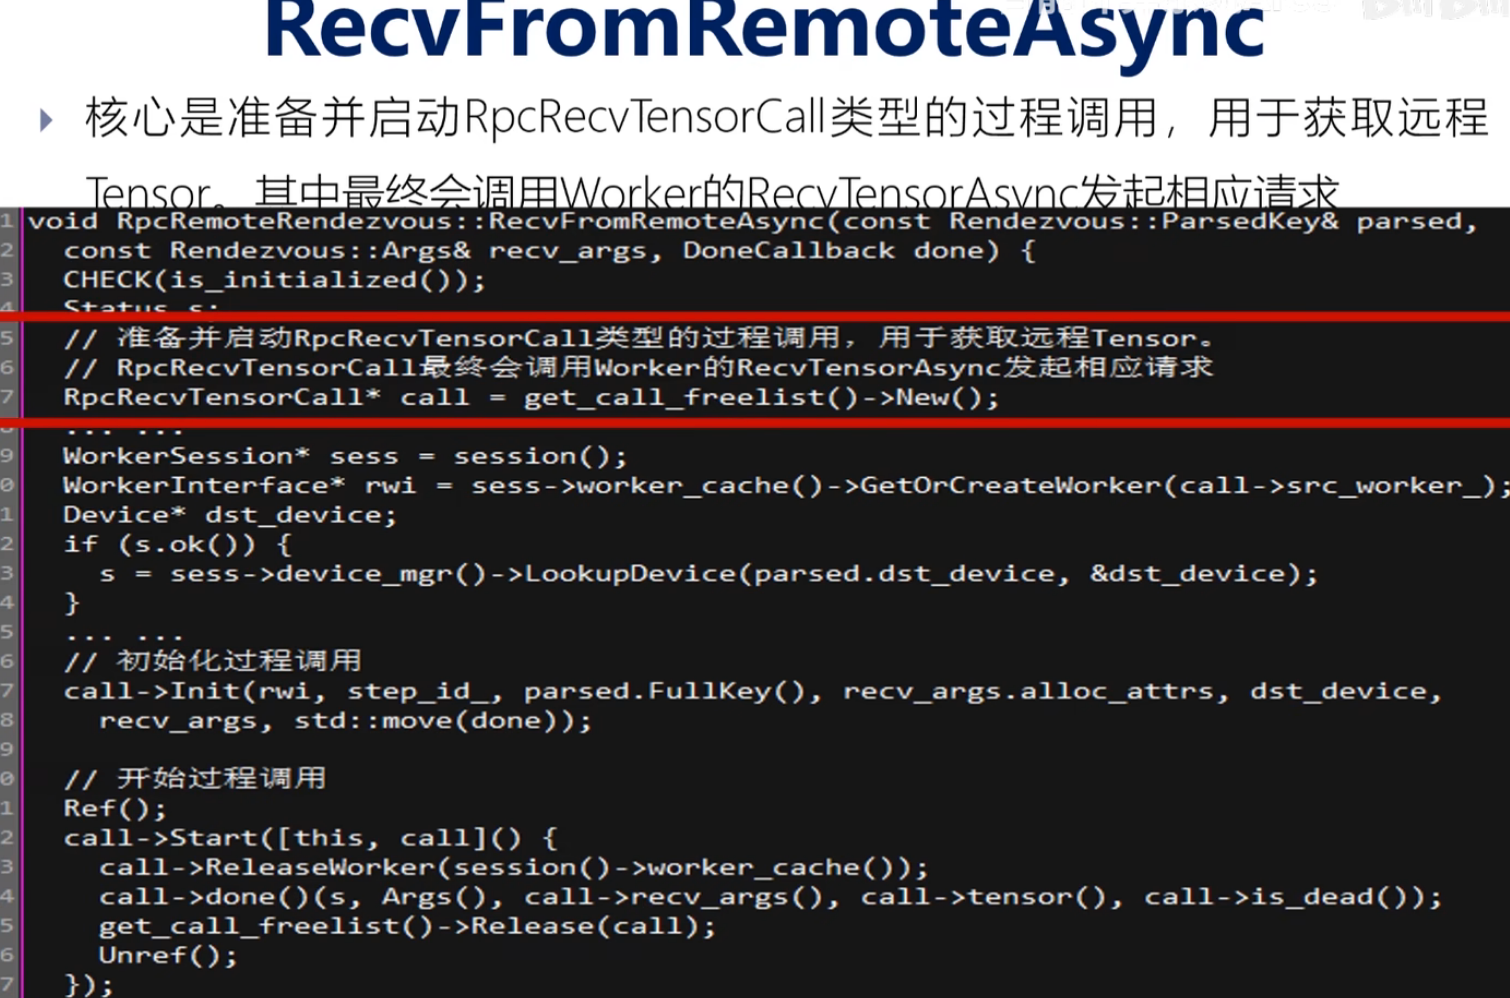 RecvFromRemoteAsync
核心是准备并启动RpcRecvTensorCall类型的过程调用，用于获取远程
Tensor。其中最终会调用Worker的RecvTensorAsync发起相应请求
1 void RpcRemoteRendezvous::RecvFromRemoteAsync(const Rendezvous::ParsedKey& parsed,
2 const Rendezvous::Args& recv_args, DoneCallback done) {
3 CHECK(is_initialized());
4 Status s;
5 // 准备并启动RpcRecvTensorCall类型的过程调用，用于获取远程Tensor。
6 // RpcRecvTensorCall最终会调用Worker的RecvTensorAsync发起相应请求
7 RpcRecvTensorCall* call = get_call_freelist()->New();
8 ... ...
9 WorkerSession* sess = session();
0 WorkerInterface* rwi = sess->worker_cache()->GetOrCreateWorker(call->src_worker_);
1 Device* dst_device;
2 if (s.ok()) {
3 s = sess->device_mgr()->LookupDevice(parsed.dst_device, &dst_device);
4 }
5 ... ...
6 // 初始化过程调用
7 call->Init(rwi, step_id_, parsed.FullKey(), recv_args.alloc_attrs, dst_device,
8 recv_args, std::move(done));
9
0 // 开始过程调用
1 Ref();
2 call->Start([this, call]() {
3 call->ReleaseWorker(session()->worker_cache());
4 call->done()(s, Args(), call->recv_args(), call->tensor(), call->is_dead());
5 get_call_freelist()->Release(call);
6 Unref();
7 });